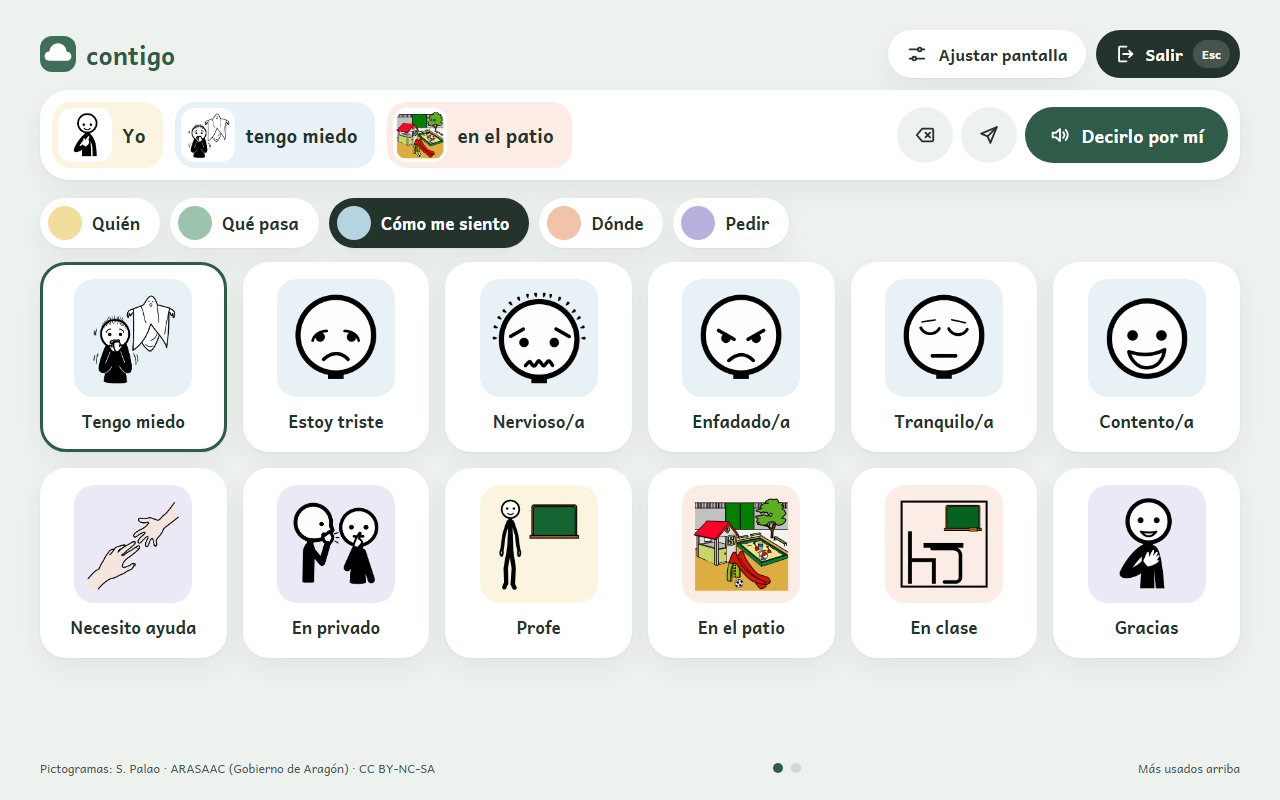 contigo
Ajustar pantalla
Salir Esc
Yo
tengo miedo
en el patio
Decirlo por mí
Quién
Qué pasa
Cómo me siento
Dónde
Pedir
Tengo miedo
Estoy triste
Nervioso/a
Enfadado/a
Tranquilo/a
Contento/a
Necesito ayuda
En privado
Profe
En el patio
En clase
Gracias
Pictogramas: S. Palao · ARASAAC (Gobierno de Aragón) · CC BY-NC-SA
Más usados arriba